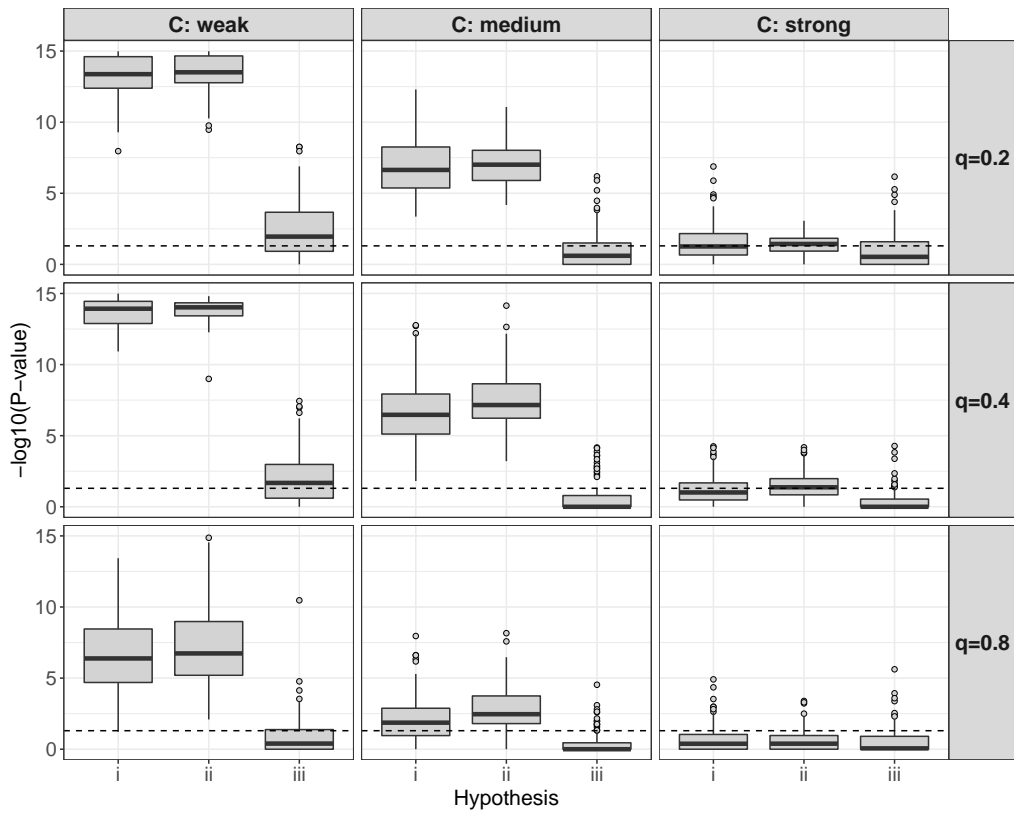 C: weak
C: medium
C: strong
15
10
5
0
q=0.2
15
10
5
0
q=0.4
15
10
5
0
q=0.8
−log10(P−value)
i ii iii
i ii iii
i ii iii
Hypothesis